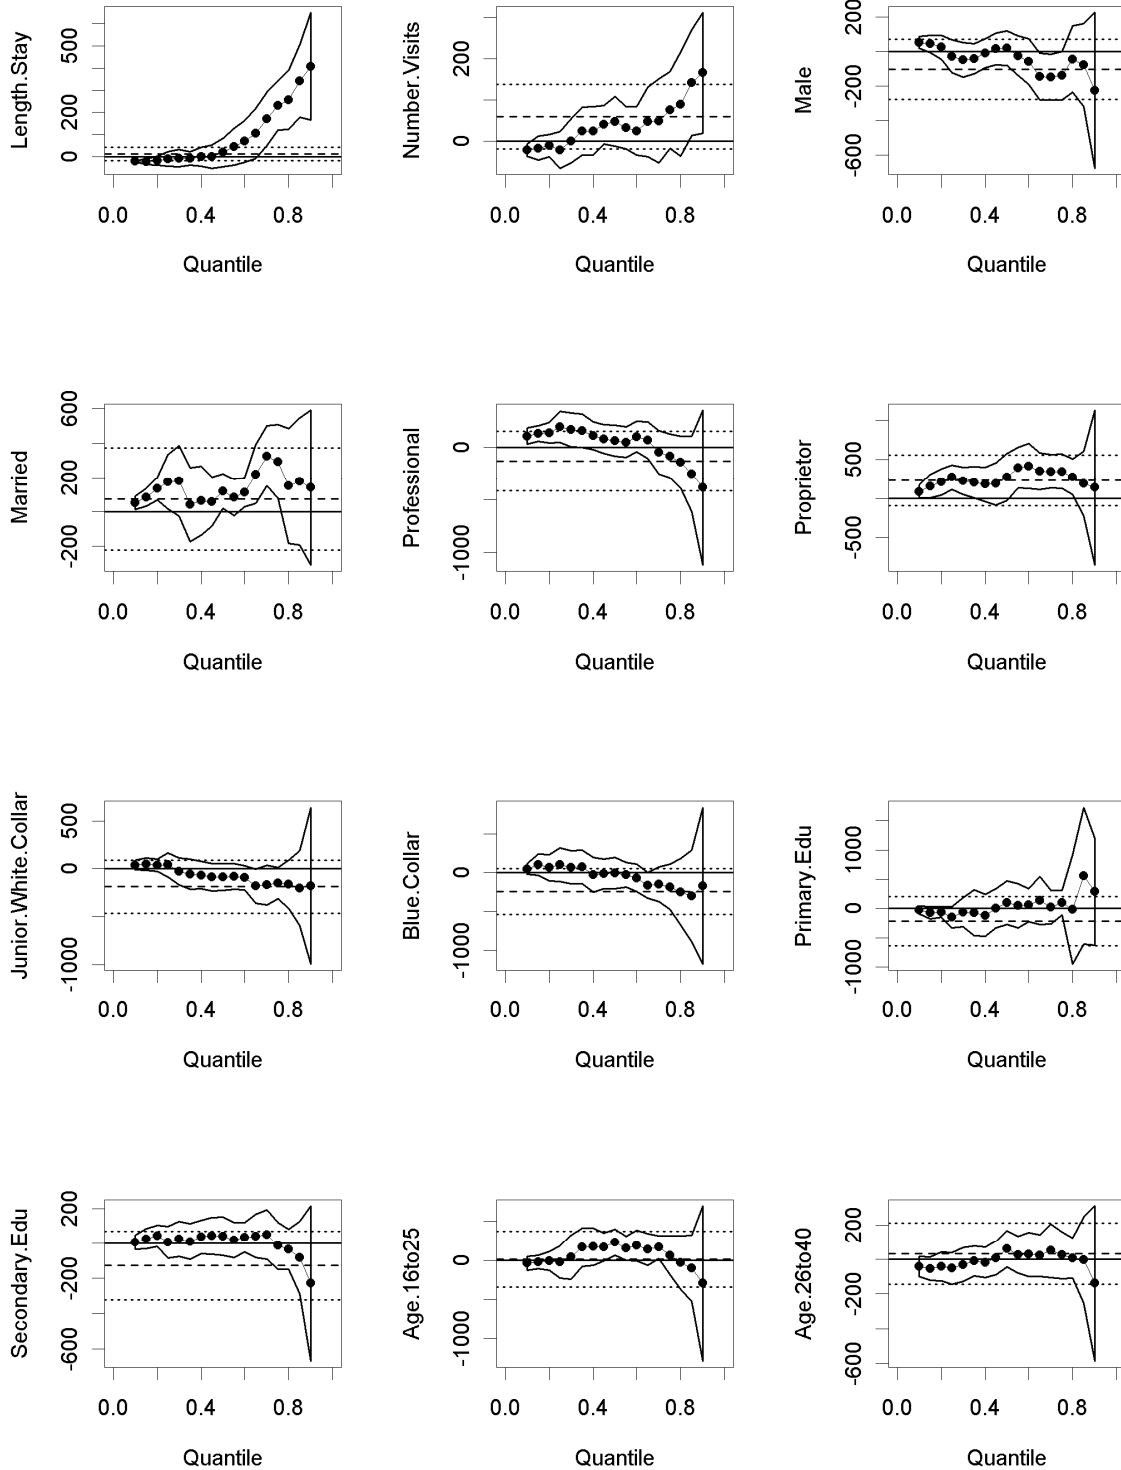 Length.Stay
0 200 500
0.0 0.4 0.8
Quantile
Number.Visits
0 200
0.0 0.4 0.8
Quantile
Male
-600 -200 200
0.0 0.4 0.8
Quantile
Married
-200 200 600
0.0 0.4 0.8
Quantile
Professional
-1000 0
0.0 0.4 0.8
Quantile
Proprietor
-500 500
0.0 0.4 0.8
Quantile
Junior.White.Collar
-1000 0 500
0.0 0.4 0.8
Quantile
Blue.Collar
-1000 0
0.0 0.4 0.8
Quantile
Primary.Edu
-1000 0 1000
0.0 0.4 0.8
Quantile
Secondary.Edu
-600 -200 200
0.0 0.4 0.8
Quantile
Age.16to25
-1000 0
0.0 0.4 0.8
Quantile
Age.26to40
-600 -200 200
0.0 0.4 0.8
Quantile